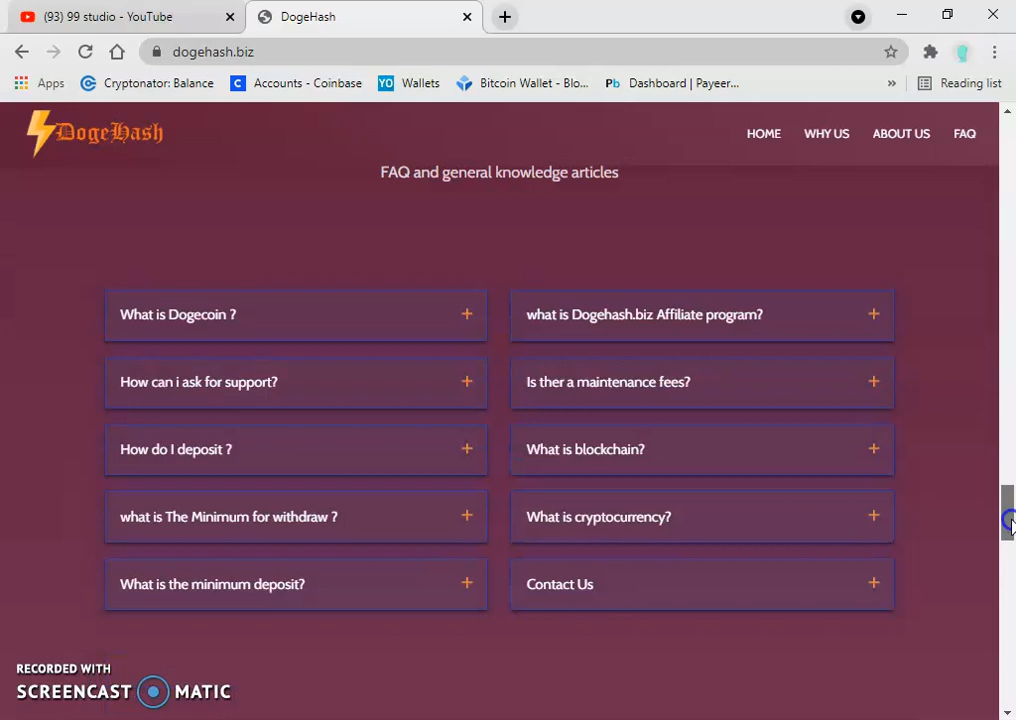 (93) 99 studio - YouTube
DogeHash
dogehash.biz
Apps
Cryptonator: Balance
C Accounts - Coinbase
YO Wallets
Bitcoin Wallet - Blo...
Pb Dashboard | Payeer...
»
Reading list
DogeHash
HOME
WHY US
ABOUT US
FAQ
FAQ and general knowledge articles
What is Dogecoin ?
what is Dogehash.biz Affiliate program?
How can i ask for support?
Is ther a maintenance fees?
How do I deposit ?
What is blockchain?
what is The Minimum for withdraw ?
What is cryptocurrency?
What is the minimum deposit?
Contact Us
RECORDED WITH
SCREENCAST MATIC